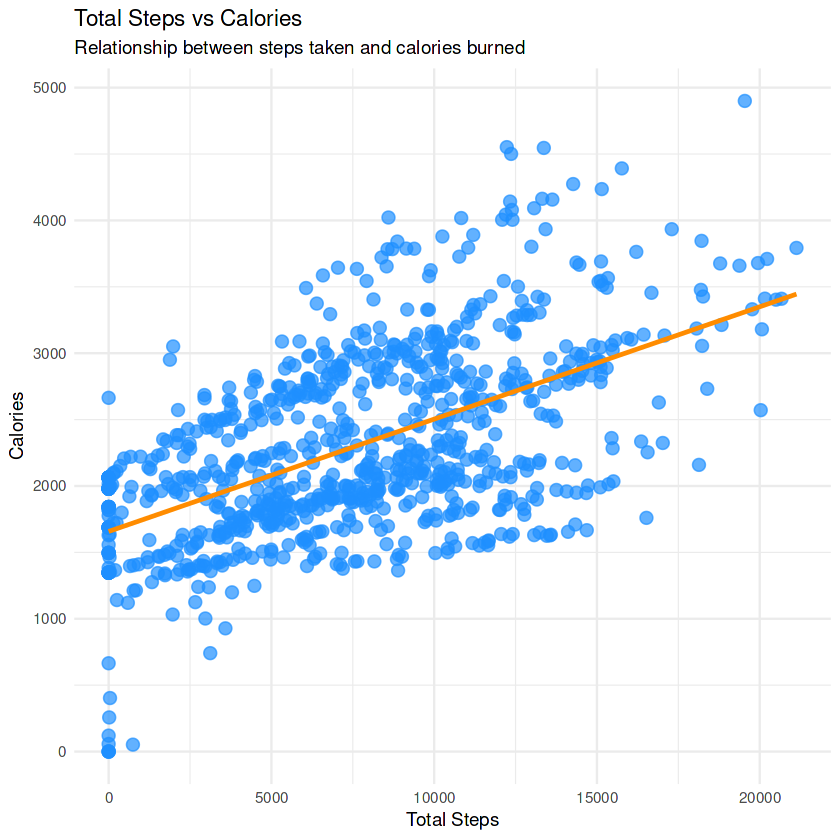 Total Steps vs Calories
Relationship between steps taken and calories burned
5000
4000
3000
2000
1000
0
Calories
0 5000 10000 15000 20000
Total Steps